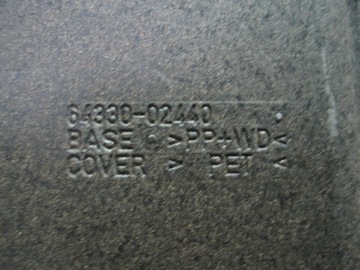 64330-02440
BASE >PP+WD<
COVER > PET <